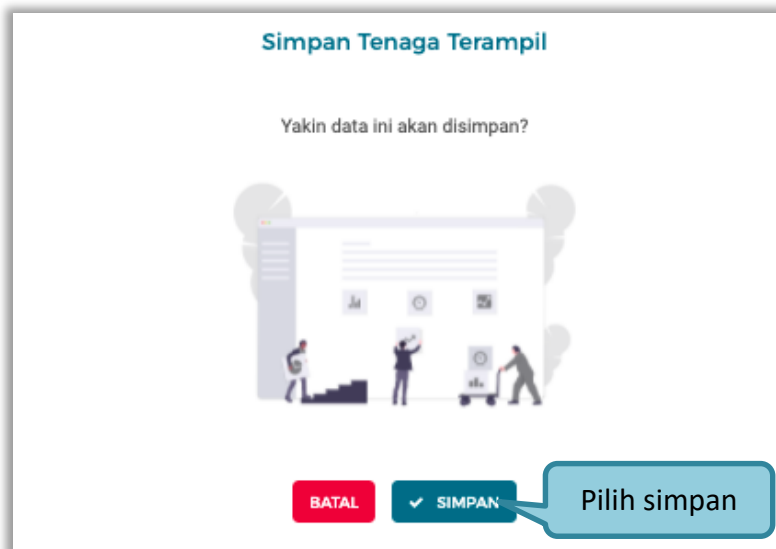 Simpan Tenaga Terampil
Yakin data ini akan disimpan?
BATAL
SIMPAN
Pilih simpan